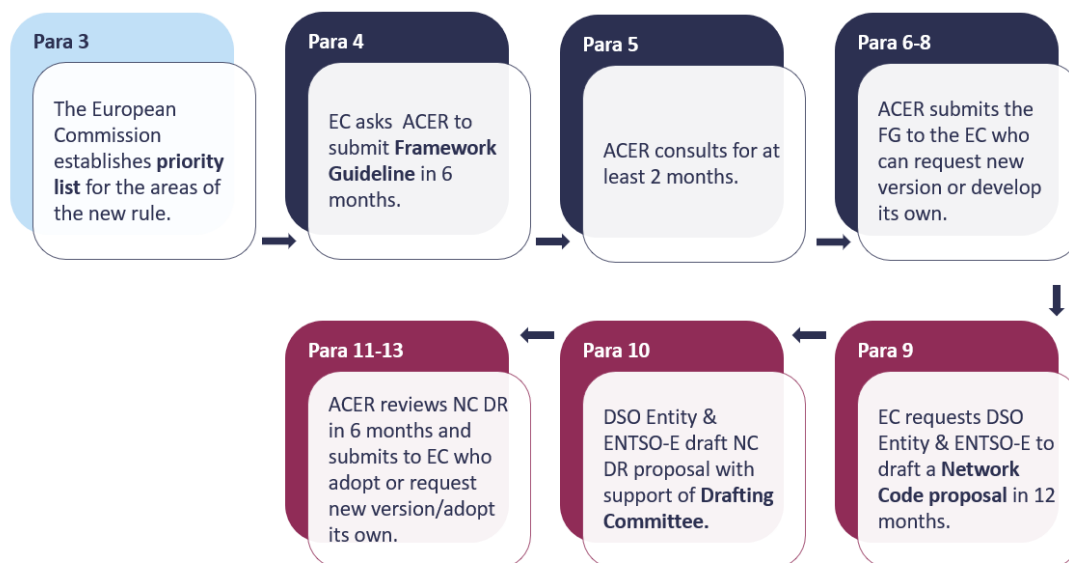 Para 3
The European
Commission
establishes priority
list for the areas of
the new rule.
Para 4
EC asks ACER to
submit Framework
Guideline in 6
months.
Para 5
ACER consults for at
least 2 months.
Para 6-8
ACER submits the
FG to the EC who
can request new
version or develop
its own.
Para 9
EC requests DSO
Entity & ENTSO-E to
draft a Network
Code proposal in 12
months.
Para 10
DSO Entity &
ENTSO-E draft NC
DR proposal with
support of Drafting
Committee.
Para 11-13
ACER reviews NC DR
in 6 months and
submits to EC who
adopt or request
new version/adopt
its own.